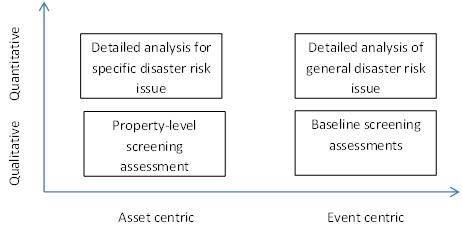 Quantitative
Qualitative
Detailed analysis for
specific disaster risk
issue
Detailed analysis of
general disaster risk
issue
Property-level
screening
assessment
Baseline screening
assessments
Asset centric
Event centric